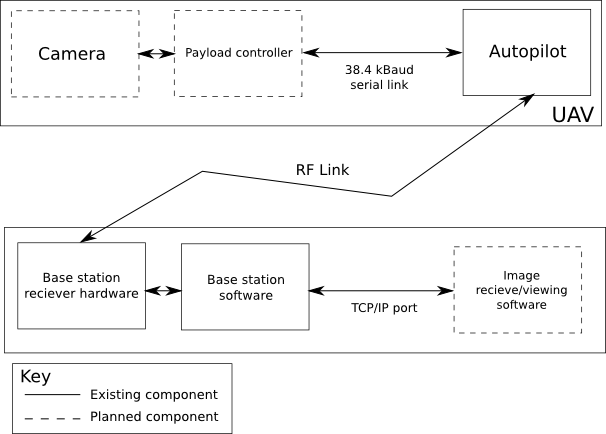 Camera
Payload controller
Autopilot
38.4 kBaud
serial link
UAV
RF Link
Base station
reciever hardware
Base station
software
TCP/IP port
Image
recieve/viewing
software
Key
Existing component
Planned component